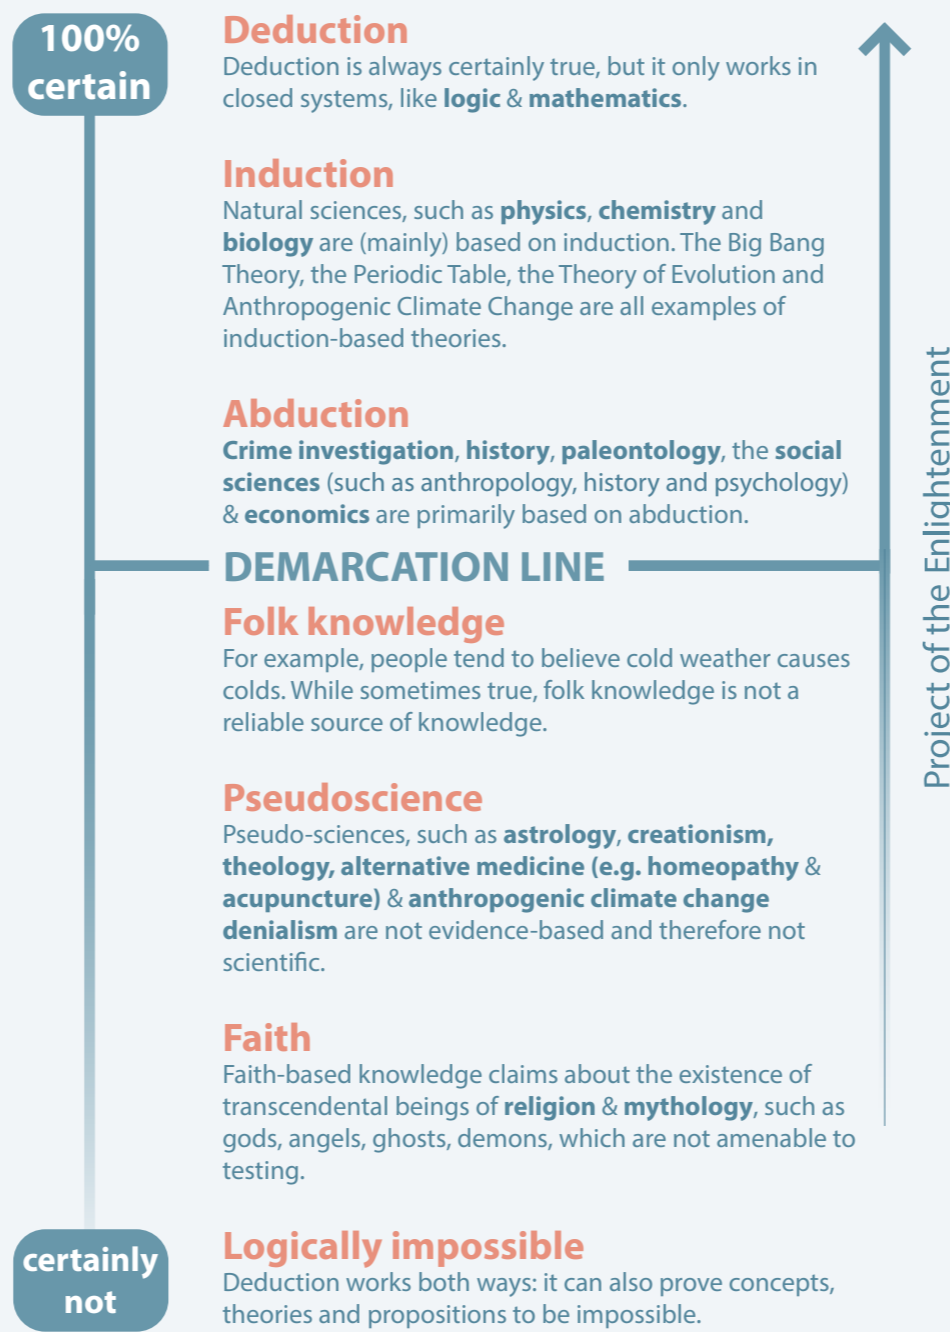 100%
certain
Deduction
Deduction is always certainly true, but it only works in
closed systems, like logic & mathematics.
Induction
Natural sciences, such as physics, chemistry and
biology are (mainly) based on induction. The Big Bang
Theory, the Periodic Table, the Theory of Evolution and
Anthropogenic Climate Change are all examples of
induction-based theories.
Abduction
Crime investigation, history, paleontology, the social
sciences (such as anthropology, history and psychology)
& economics are primarily based on abduction.
DEMARCATION LINE
Folk knowledge
For example, people tend to believe cold weather causes
colds. While sometimes true, folk knowledge is not a
reliable source of knowledge.
Pseudoscience
Pseudo-sciences, such as astrology, creationism,
theology, alternative medicine (e.g. homeopathy &
acupuncture) & anthropogenic climate change
denialism are not evidence-based and therefore not
scientific.
Faith
Faith-based knowledge claims about the existence of
transcendental beings of religion & mythology, such as
gods, angels, ghosts, demons, which are not amenable to
testing.
certainly
not
Logically impossible
Deduction works both ways: it can also prove concepts,
theories and propositions to be impossible.
Project of the Enlightenment